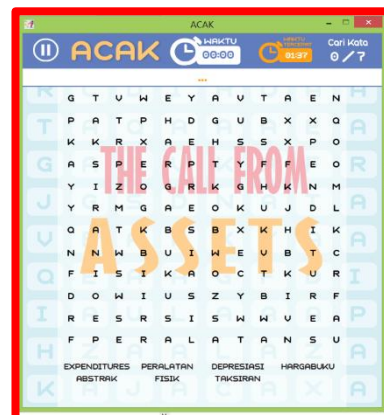 ACAK
ACAK
WAKTU
00:00
WAKTU TERCEPAT
01:37
Cari Kata
0/7
...
G T V W E Y A V T A E N
P A T P H D G U B X X Q
K K R X A E H S S X P O
A S P E E P T Y F F E R
Y I Z O G R K G H K N M
Y R M G A E O K U J D L
Q A T K B S B X K H I K
N N W B U I W E V B T C
F I S I K A O C T K U R
D O W I U S Z Y B I R F
R E S R S I S W W V E A
F P E R A L A T A N S U
THE CALL FROM
ASSETS
EXPENDITURES PERALATAN DEPRESIASI HARGABUKU
ABSTRAK FISIK TAKSIRAN